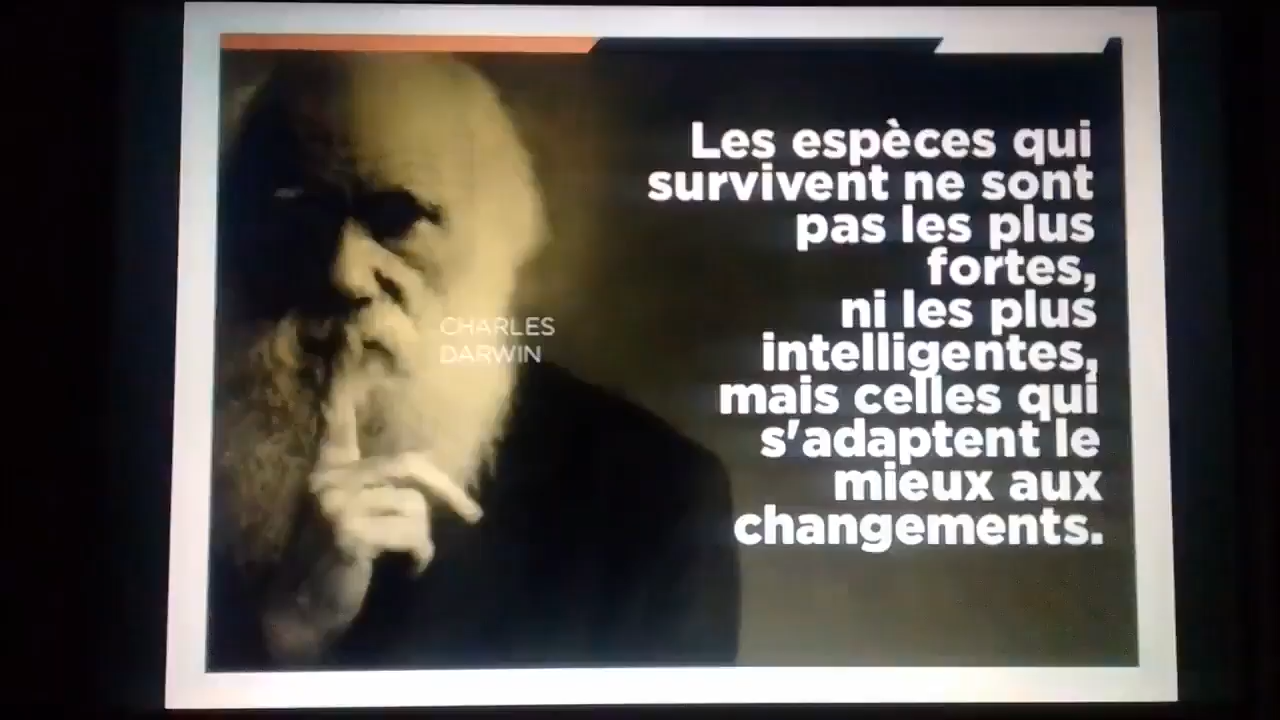 Les espèces qui
survivent ne sont
pas les plus
fortes,
ni les plus
intelligentes,
mais celles qui
s'adaptent le
mieux aux
changements.
CHARLES
DARWIN